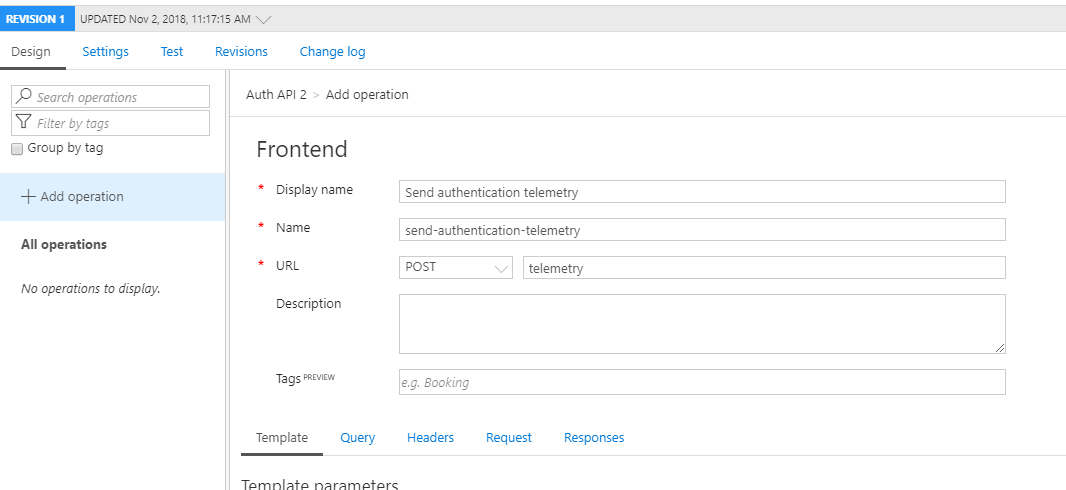 REVISION 1 UPDATED Nov 2, 2018, 11:17:15 AM
Design Settings Test Revisions Change log
Search operations
Filter by tags
Group by tag
Add operation
All operations
No operations to display.
Auth API 2 > Add operation
Frontend
* Display name Send authentication telemetry
* Name send-authentication-telemetry
* URL POST telemetry
Description
Tags PREVIEW e.g. Booking
Template Query Headers Request Responses
Template parameters